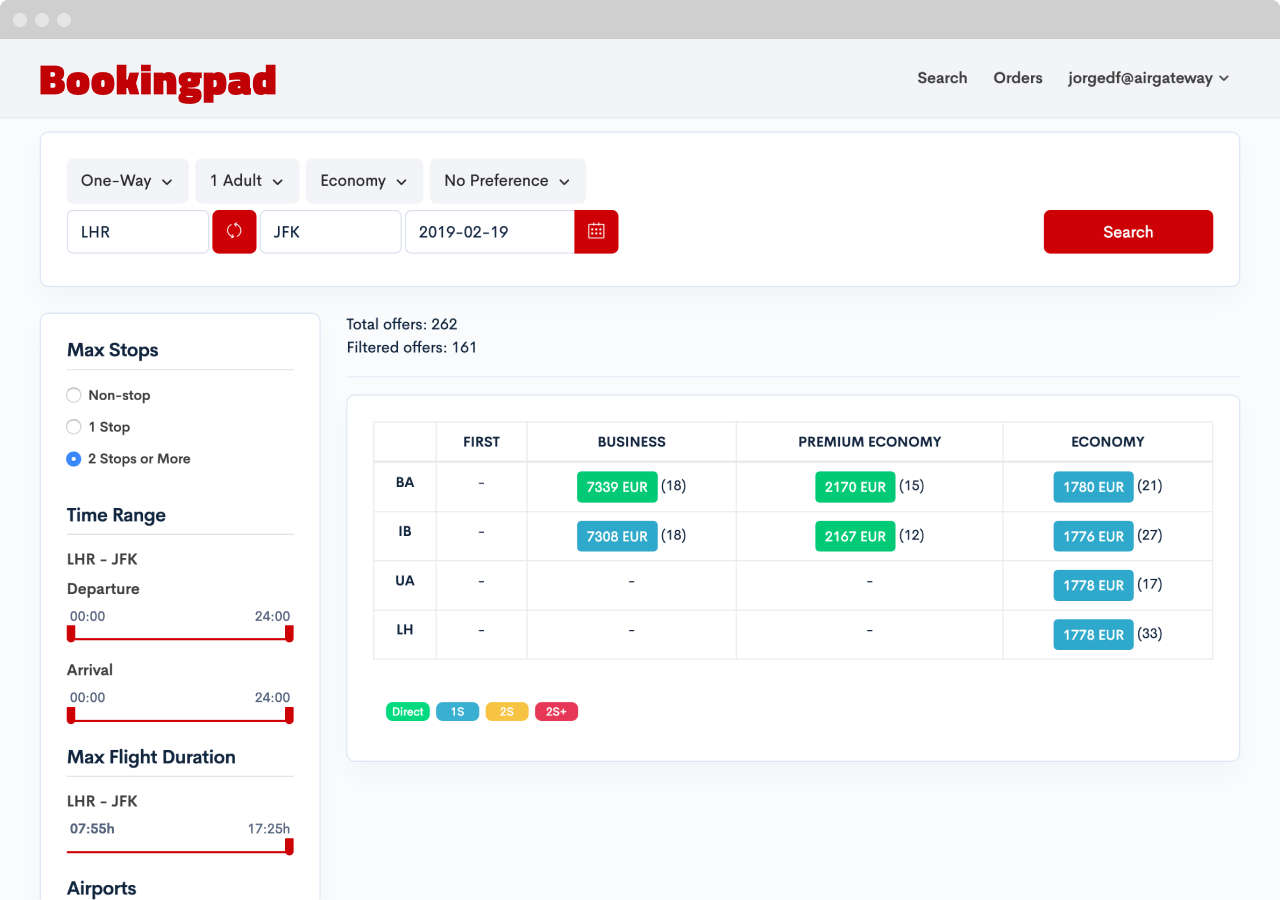 Bookingpad
Search Orders jorgedf@airgateway
One-Way 1 Adult Economy No Preference
LHR JFK 2019-02-19 Search
Max Stops
Non-stop
1 Stop
2 Stops or More
Time Range
LHR - JFK
Departure
00:00 24:00
Arrival
00:00 24:00
Max Flight Duration
LHR - JFK
07:55h 17:25h
Airports
Total offers: 262
Filtered offers: 161
FIRST BUSINESS PREMIUM ECONOMY ECONOMY
BA - 7339 EUR (18) 2170 EUR (15) 1780 EUR (21)
IB - 7308 EUR (18) 2167 EUR (12) 1776 EUR (27)
UA - - - 1778 EUR (17)
LH - - - 1778 EUR (33)
Direct 1S 2S 2S+